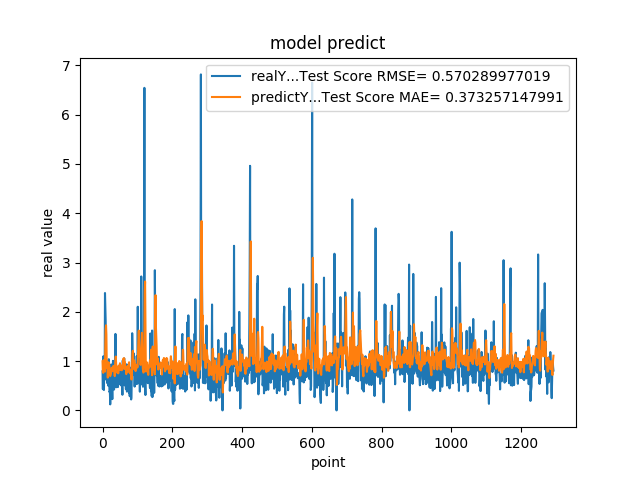 model predict
realY...Test Score RMSE= 0.570289977019
predictY...Test Score MAE= 0.373257147991
7
6
5
4
3
2
1
0
real value
0 200 400 600 800 1000 1200
point